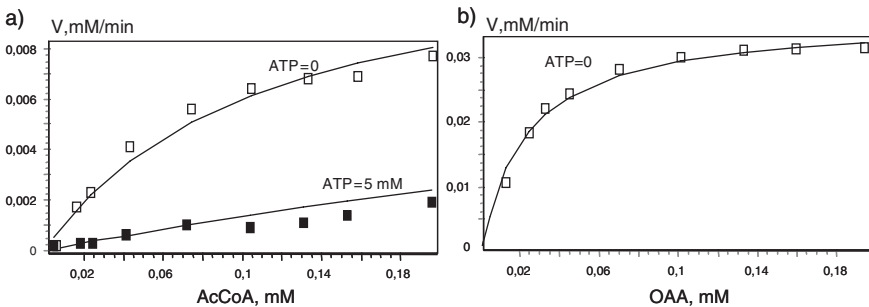 a)
V,mM/min
0,008
0,006
0,004
0,002
0
ATP=0
ATP=5 mM
0,02
0,06
0,1
0,14
0,18
AcCoA, mM
b)
V,mM/min
0,03
0,02
0,01
0
ATP=0
0,02
0,06
0,1
0,14
0,18
OAA, mM